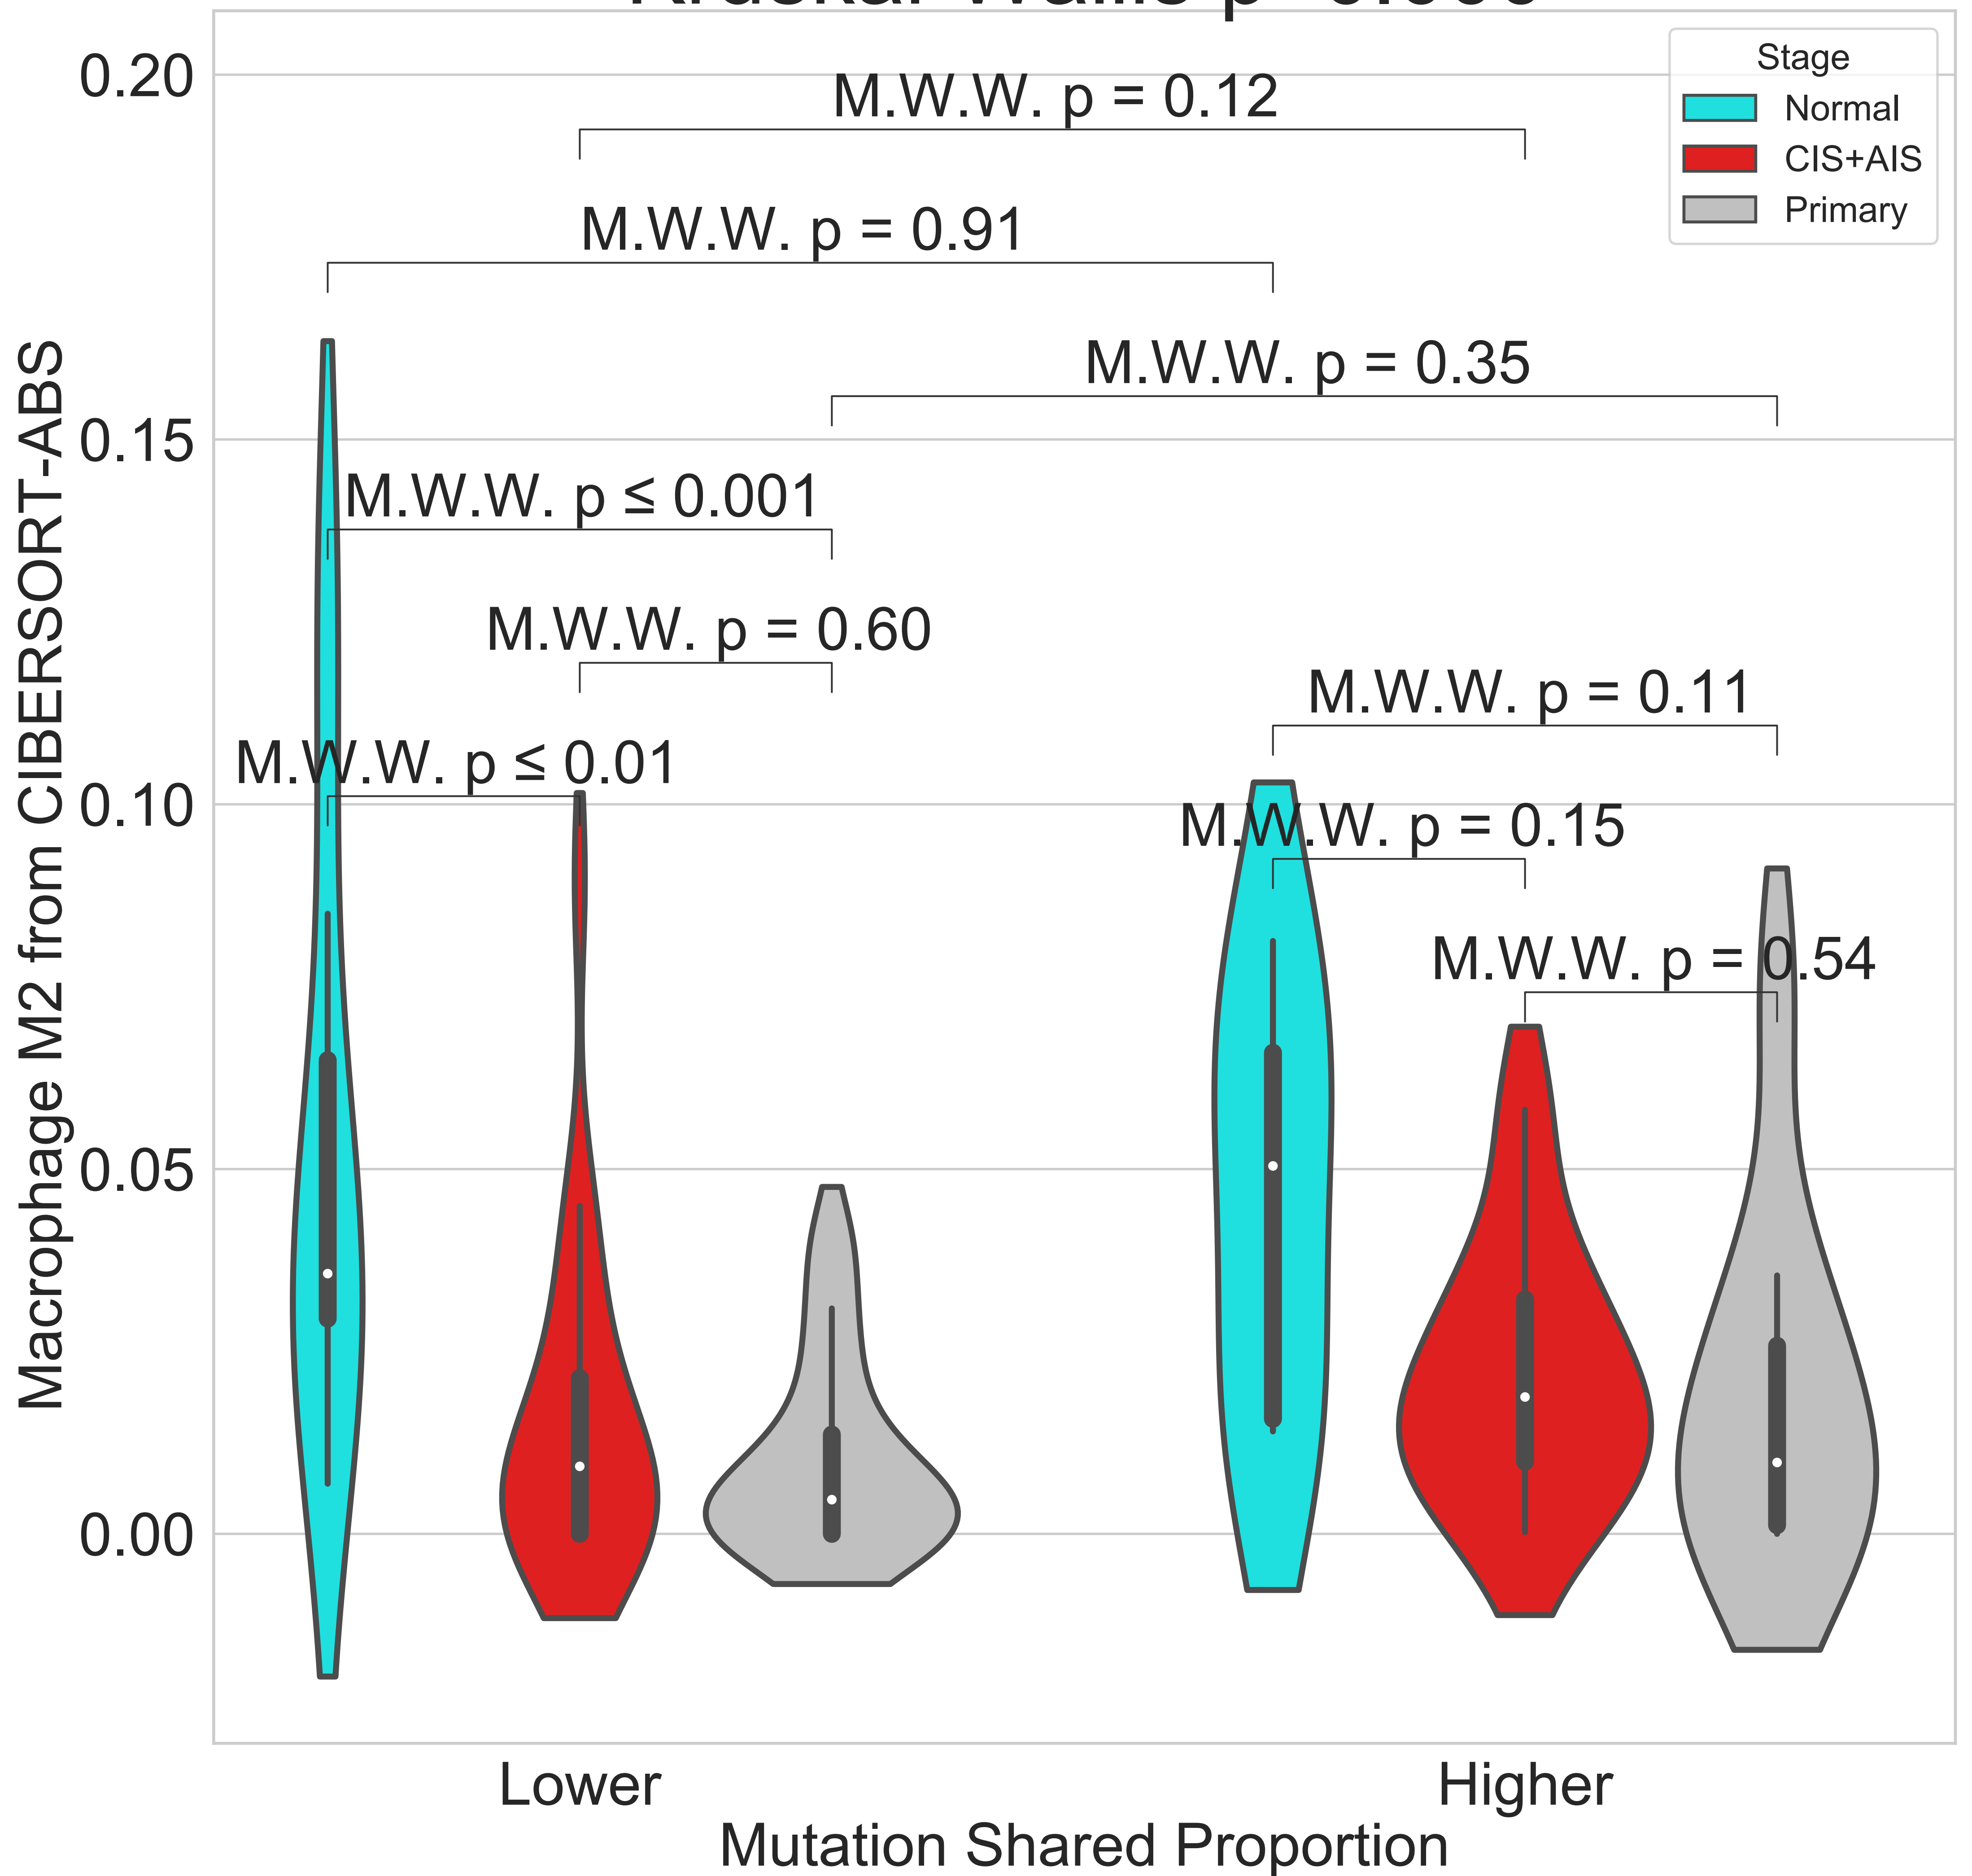 Stage
Normal
CIS+AIS
Primary
0.20
0.15
0.10
0.05
0.00
Macrophage M2 from CIBERSORT-ABS
M.W.W. p = 0.12
M.W.W. p = 0.91
M.W.W. p = 0.35
M.W.W. p ≤ 0.001
M.W.W. p = 0.60
M.W.W. p ≤ 0.01
M.W.W. p = 0.11
M.W.W. p = 0.15
M.W.W. p = 0.54
Lower
Higher
Mutation Shared Proportion